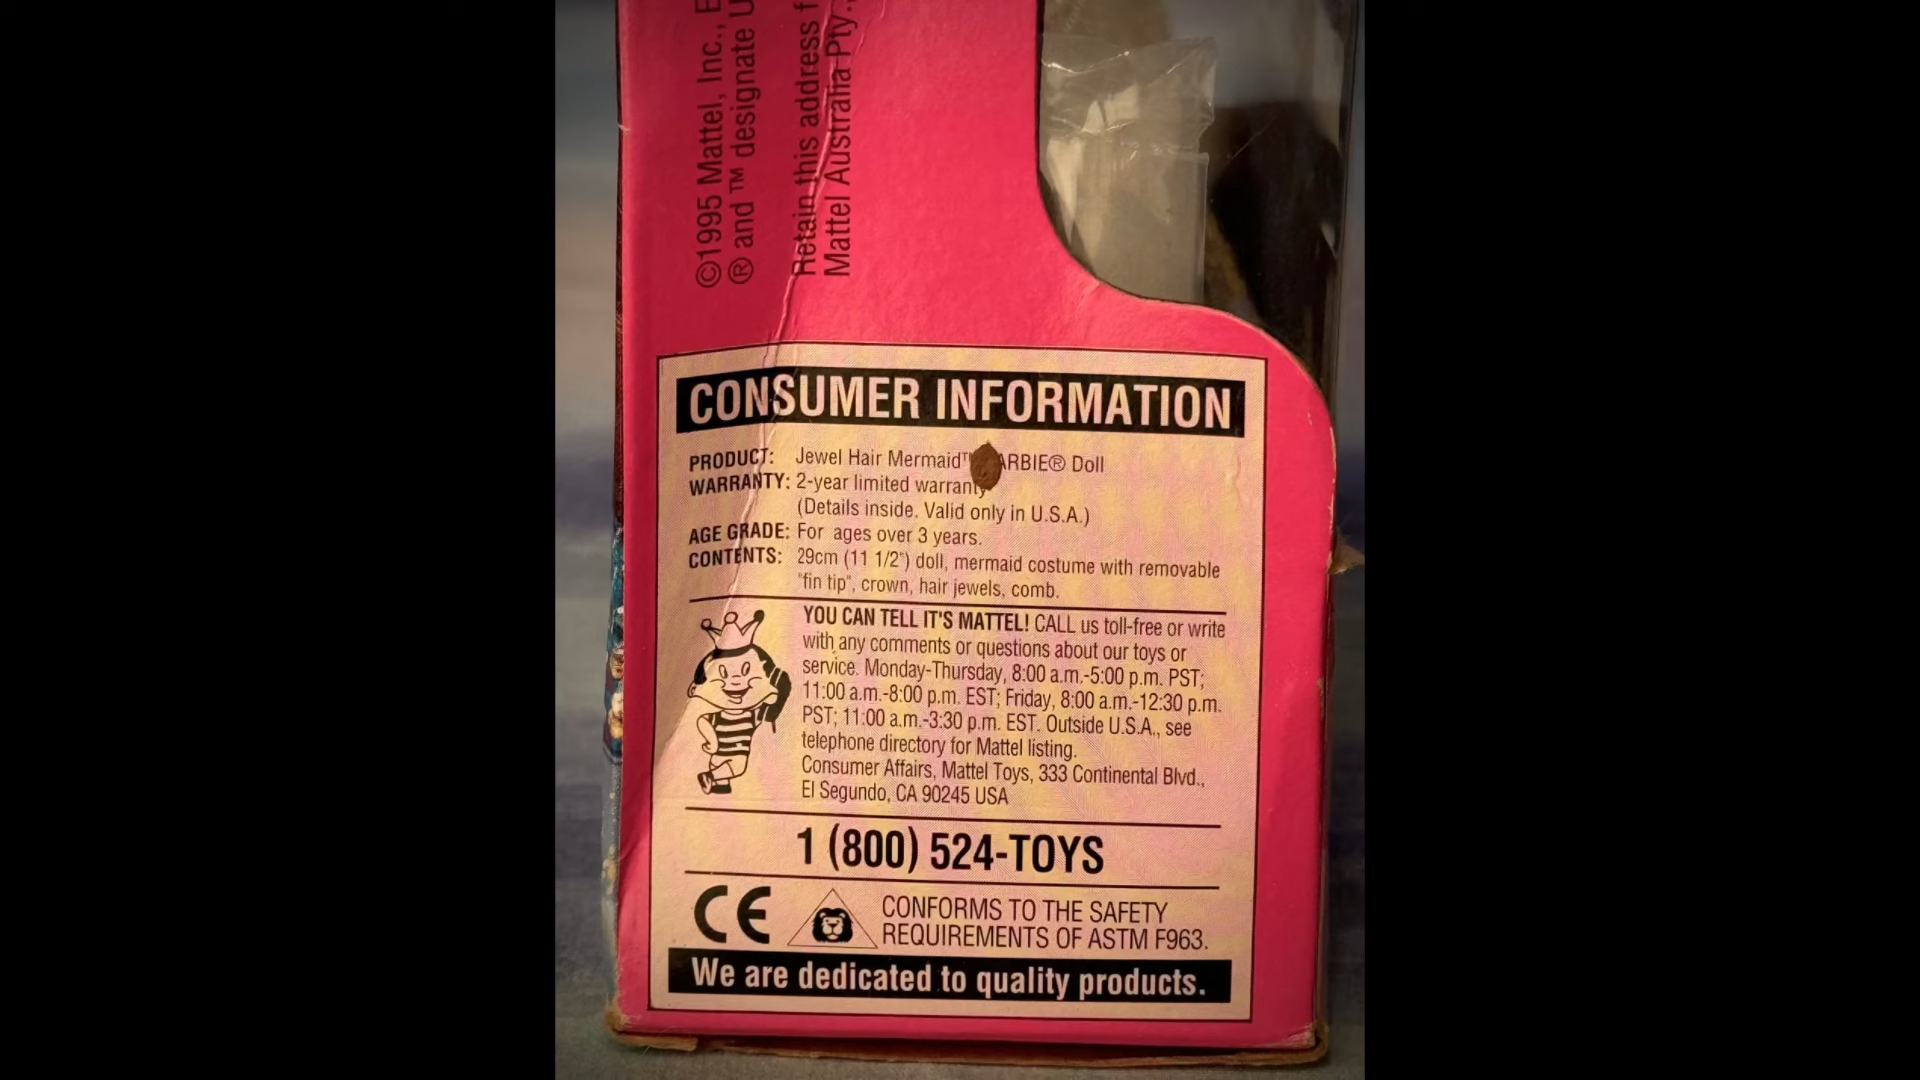 ©1995 Mattel, Inc.,
® and ™ designate
Retain this address
Mattel Australia Pty.,
CONSUMER INFORMATION
PRODUCT: Jewel Hair Mermaid™ ARBIE® Doll
WARRANTY: 2-year limited warranty
(Details inside. Valid only in U.S.A.)
AGE GRADE: For ages over 3 years.
CONTENTS: 29cm (11 1/2") doll, mermaid costume with removable
"fin tip", crown, hair jewels, comb.
YOU CAN TELL IT'S MATTEL! CALL us toll-free or write
with any comments or questions about our toys or
service. Monday-Thursday, 8:00 a.m.-5:00 p.m. PST;
11:00 a.m.-8:00 p.m. EST; Friday, 8:00 a.m.-12:30 p.m.
PST; 11:00 a.m.-3:30 p.m. EST. Outside U.S.A., see
telephone directory for Mattel listing.
Consumer Affairs, Mattel Toys, 333 Continental Blvd.,
El Segundo, CA 90245 USA
1 (800) 524-TOYS
CE
CONFORMS TO THE SAFETY
REQUIREMENTS OF ASTM F963.
We are dedicated to quality products.